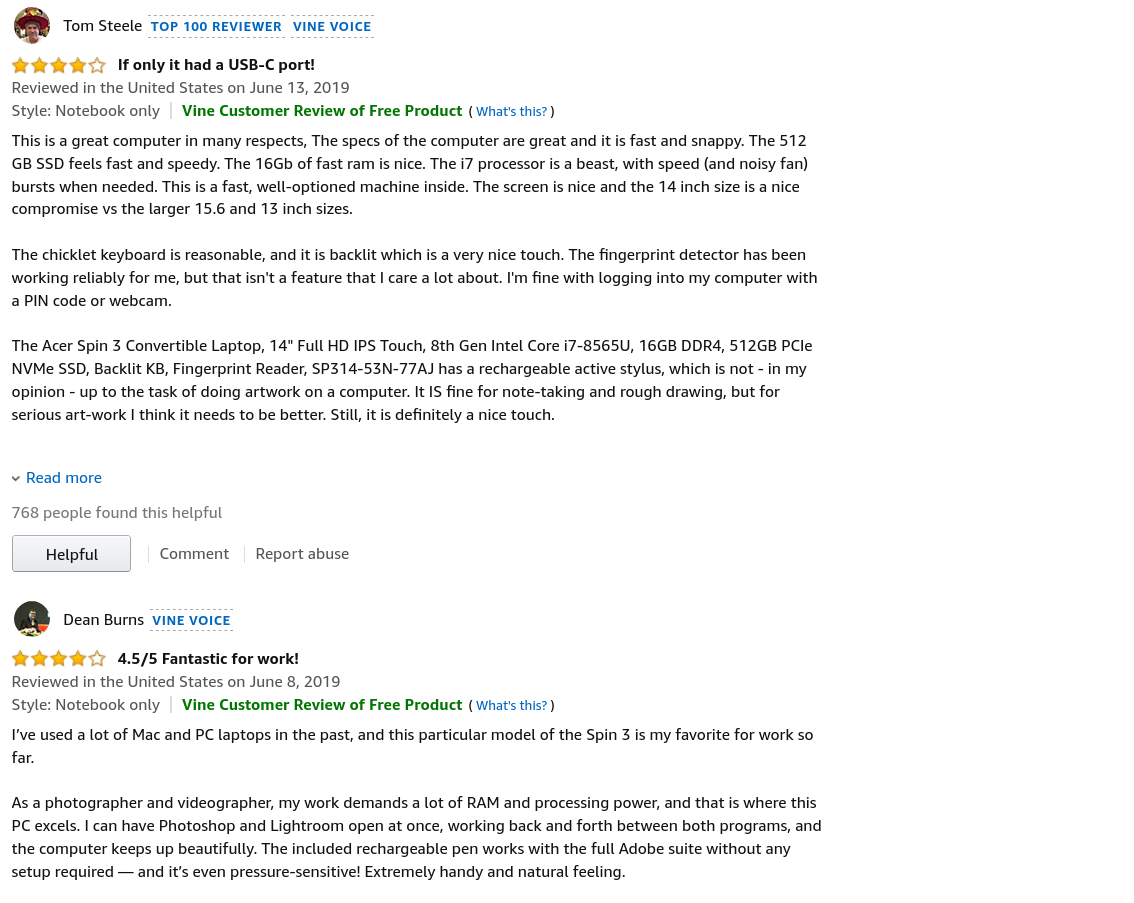 Tom Steele TOP 100 REVIEWER VINE VOICE
If only it had a USB-C port!
Reviewed in the United States on June 13, 2019
Style: Notebook only | Vine Customer Review of Free Product ( What's this? )
This is a great computer in many respects, The specs of the computer are great and it is fast and snappy. The 512
GB SSD feels fast and speedy. The 16Gb of fast ram is nice. The i7 processor is a beast, with speed (and noisy fan)
bursts when needed. This is a fast, well-optioned machine inside. The screen is nice and the 14 inch size is a nice
compromise vs the larger 15.6 and 13 inch sizes.
The chicklet keyboard is reasonable, and it is backlit which is a very nice touch. The fingerprint detector has been
working reliably for me, but that isn't a feature that I care a lot about. I'm fine with logging into my computer with
a PIN code or webcam.
The Acer Spin 3 Convertible Laptop, 14" Full HD IPS Touch, 8th Gen Intel Core i7-8565U, 16GB DDR4, 512GB PCIe
NVMe SSD, Backlit KB, Fingerprint Reader, SP314-53N-77AJ has a rechargeable active stylus, which is not - in my
opinion - up to the task of doing artwork on a computer. It IS fine for note-taking and rough drawing, but for
serious art-work I think it needs to be better. Still, it is definitely a nice touch.
Read more
768 people found this helpful
Helpful | Comment | Report abuse
Dean Burns VINE VOICE
4.5/5 Fantastic for work!
Reviewed in the United States on June 8, 2019
Style: Notebook only | Vine Customer Review of Free Product ( What's this? )
I’ve used a lot of Mac and PC laptops in the past, and this particular model of the Spin 3 is my favorite for work so
far.
As a photographer and videographer, my work demands a lot of RAM and processing power, and that is where this
PC excels. I can have Photoshop and Lightroom open at once, working back and forth between both programs, and
the computer keeps up beautifully. The included rechargeable pen works with the full Adobe suite without any
setup required — and it’s even pressure-sensitive! Extremely handy and natural feeling.